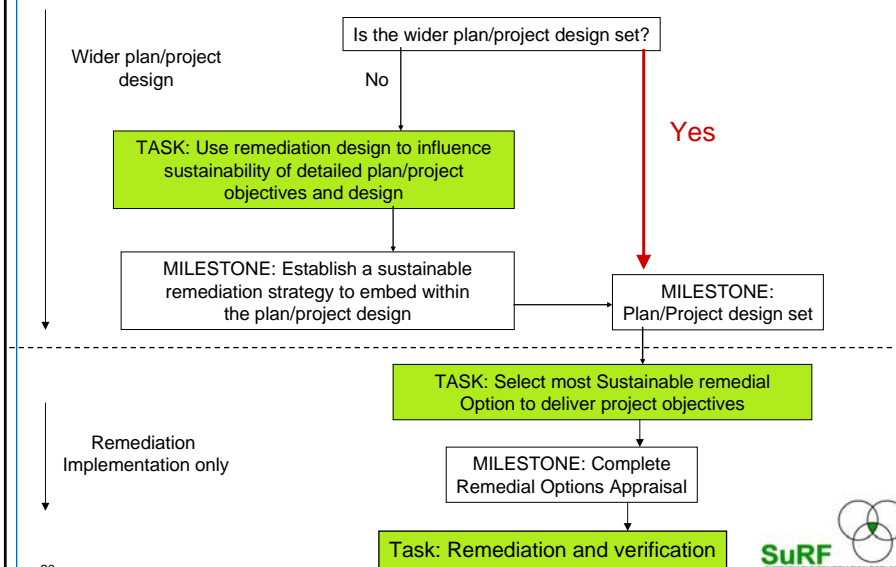 Is the wider plan/project design set?
Wider plan/project
design
No
Yes
TASK: Use remediation design to influence
sustainability of detailed plan/project
objectives and design
MILESTONE: Establish a sustainable
remediation strategy to embed within
the plan/project design
MILESTONE:
Plan/Project design set
TASK: Select most Sustainable remedial
Option to deliver project objectives
Remediation
Implementation only
MILESTONE: Complete
Remedial Options Appraisal
Task: Remediation and verification
SuRF